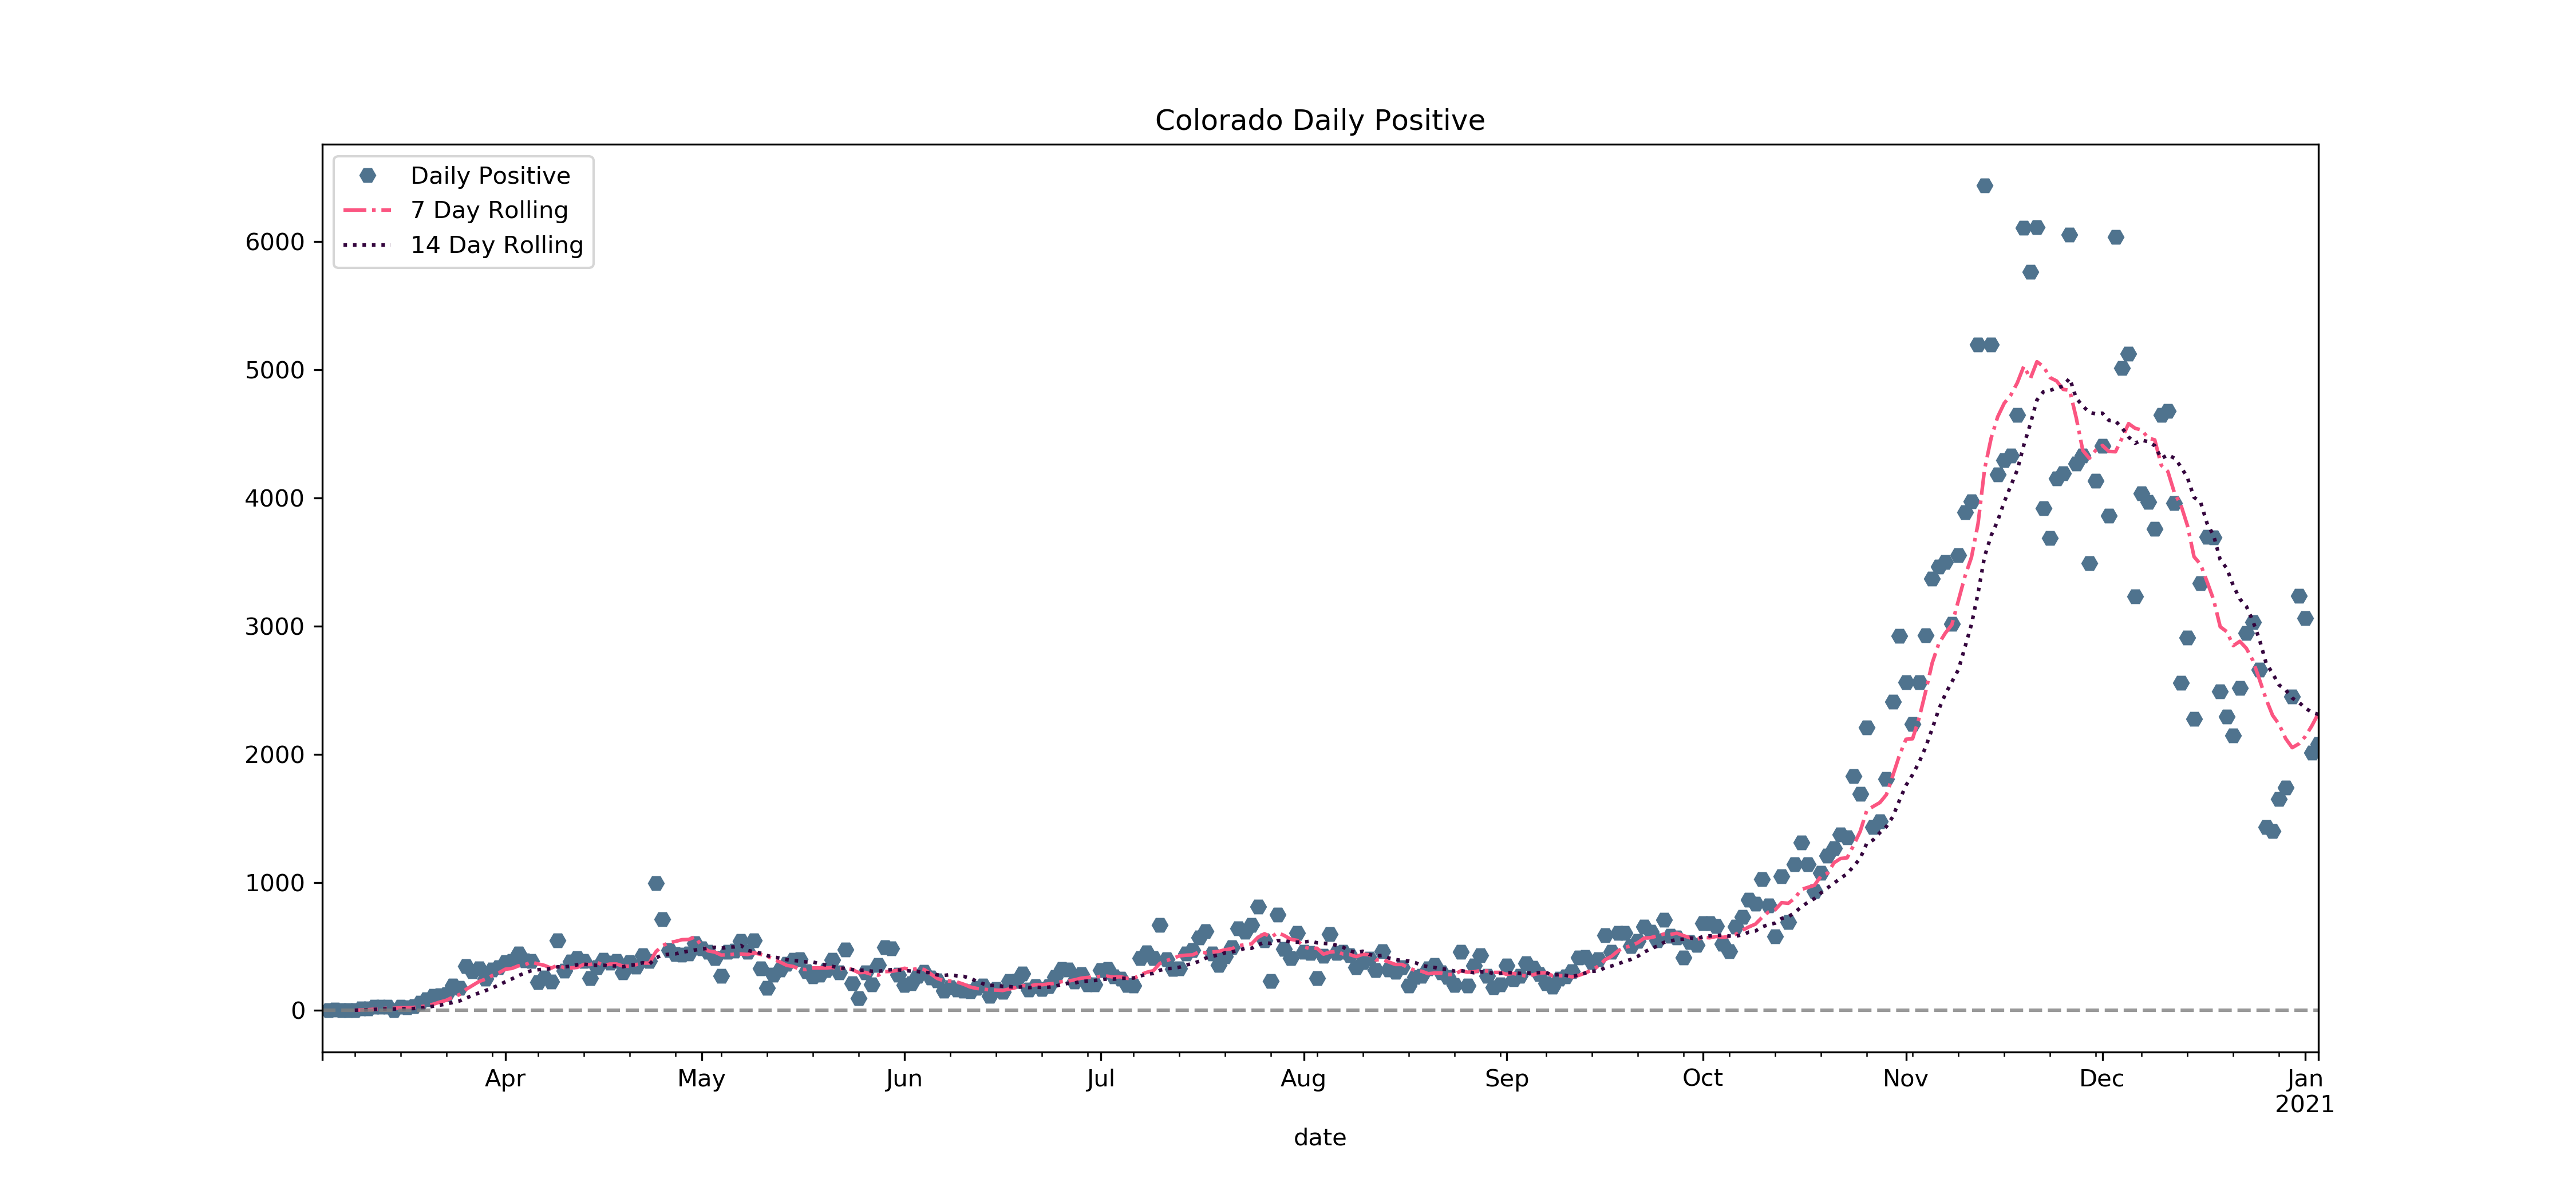 Colorado Daily Positive
Daily Positive
7 Day Rolling
14 Day Rolling
6000
5000
4000
3000
2000
1000
0
Apr May Jun Jul Aug Sep Oct Nov Dec Jan
2021
date